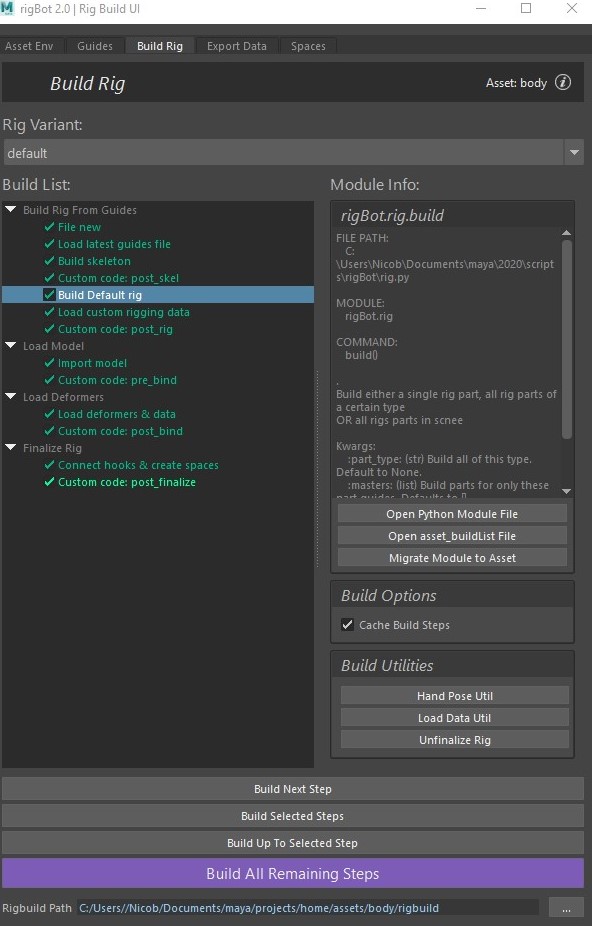 M
rigBot 2.0 | Rig Build UI
Asset Env
Guides
Build Rig
Export Data
Spaces
Build Rig
Asset: body
Rig Variant:
default
Build List:
Build Rig From Guides
File new
Load latest guides file
Build skeleton
Custom code: post_skel
Build Default rig
Load custom rigging data
Custom code: post_rig
Load Model
Import model
Custom code: pre_bind
Load Deformers
Load deformers & data
Custom code: post_bind
Finalize Rig
Connect hooks & create spaces
Custom code: post_finalize
Module Info:
rigBot.rig.build
FILE PATH:
C:
\Users\Nicob\Documents\maya\2020\script
s\rigBot\rig.py
MODULE:
rigBot.rig
COMMAND:
build()
.
Build either a single rig part, all rig parts of
a certain type
OR all rigs parts in scnee
Kwargs:
:part_type: (str) Build all of this type.
Default to None.
:masters: (list) Build parts for only these
part guides. Defaults to []
Open Python Module File
Open asset_buildList File
Migrate Module to Asset
Build Options
Cache Build Steps
Build Utilities
Hand Pose Util
Load Data Util
Unfinalize Rig
Build Next Step
Build Selected Steps
Build Up To Selected Step
Build All Remaining Steps
Rigbuild Path
C:/Users//Nicob/Documents/maya/projects/home/assets/body/rigbuild
...